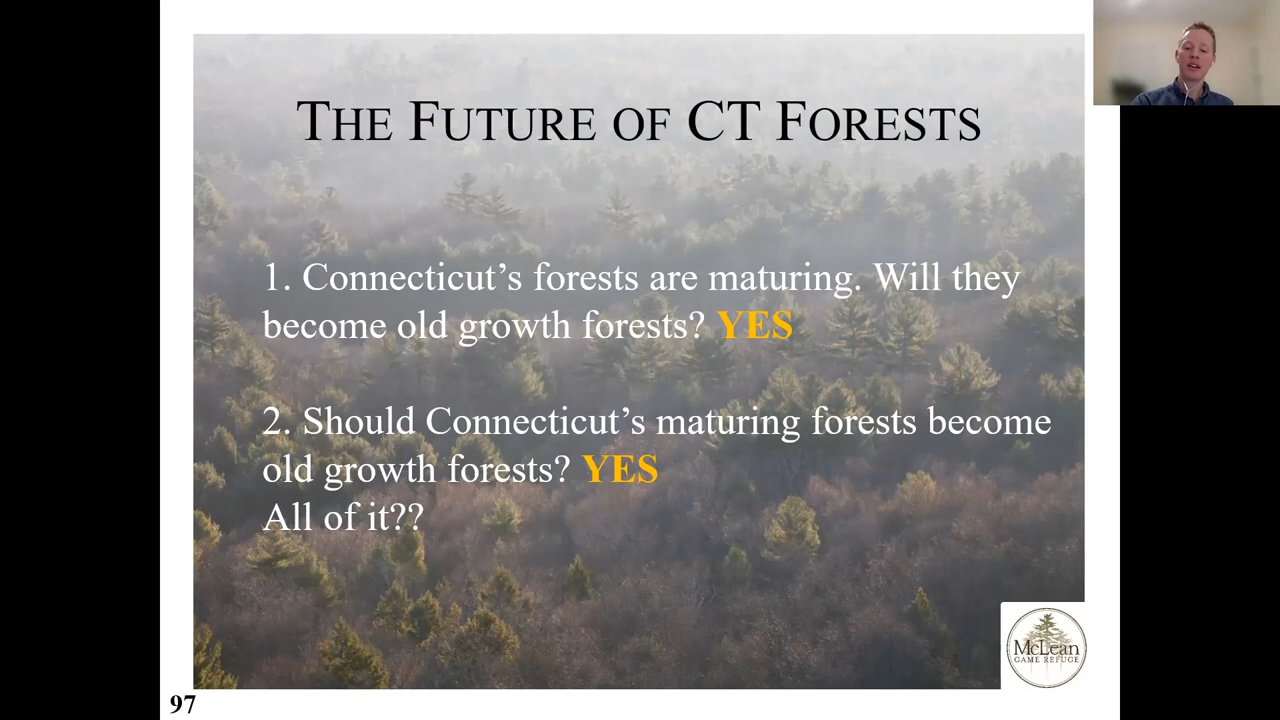 THE FUTURE OF CT FORESTS
1. Connecticut’s forests are maturing. Will they
become old growth forests? YES
2. Should Connecticut’s maturing forests become
old growth forests? YES
All of it??
McLean
GAME REFUGE
97